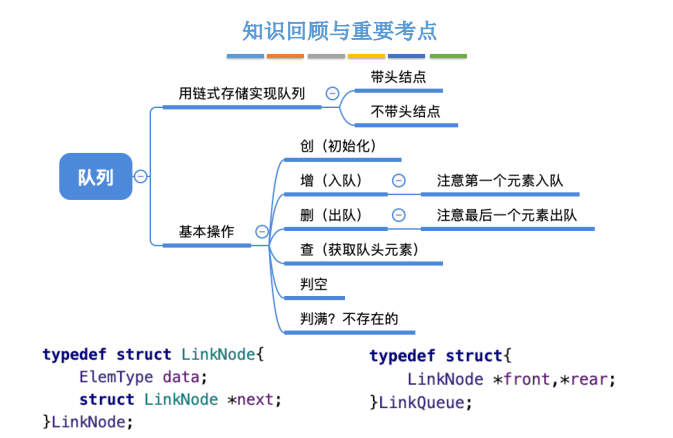 知识回顾与重要考点
用链式存储实现队列
带头结点
不带头结点
队列
基本操作
创（初始化）
增（入队）
注意第一个元素入队
删（出队）
注意最后一个元素出队
查（获取队头元素）
判空
判满？不存在的
typedef struct LinkNode{
    ElemType data;
    struct LinkNode *next;
}LinkNode;
typedef struct{
    LinkNode *front,*rear;
}LinkQueue;